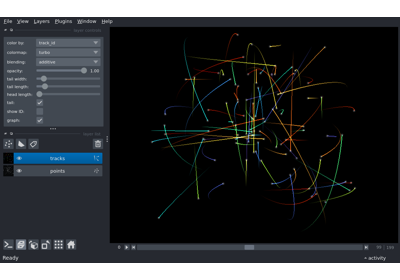 File View Layers Plugins Window Help
color by: track_id
colormap: turbo
blending: additive
opacity: 1.00
tail width:
tail length:
head length:
tail:
show ID:
graph:
tracks
points
0
Ready
activity